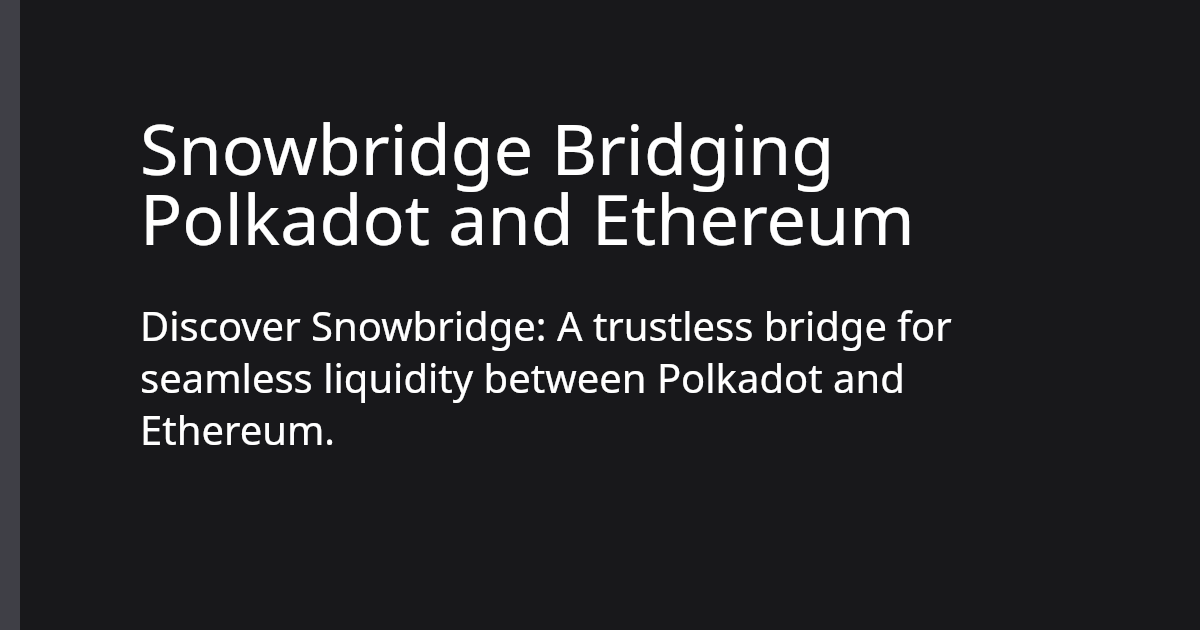 Snowbridge Bridging
Polkadot and Ethereum
Discover Snowbridge: A trustless bridge for
seamless liquidity between Polkadot and
Ethereum.